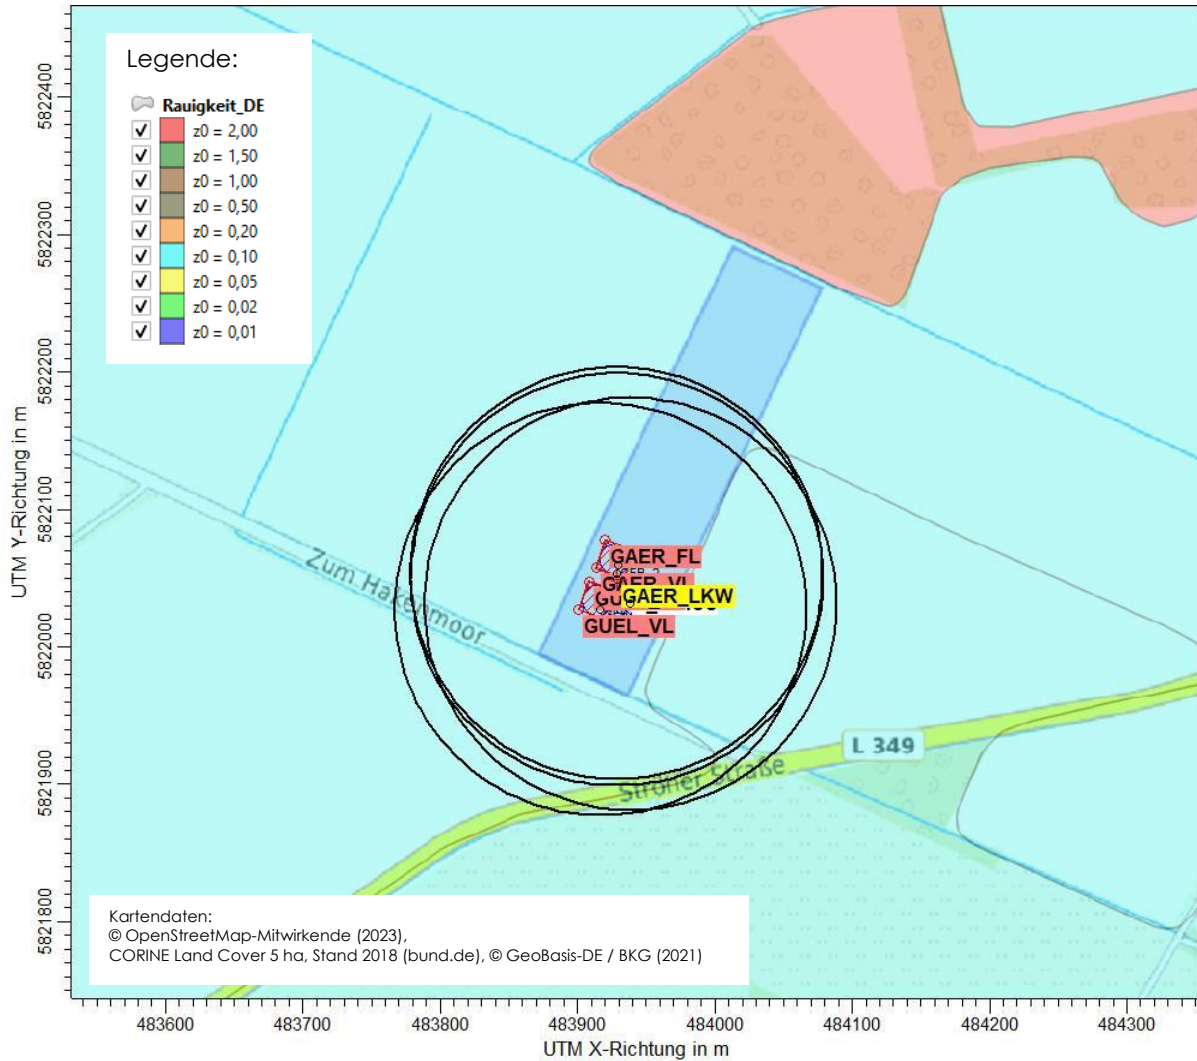 Legende:
Rauigkeit_DE
z0 = 2,00
z0 = 1,50
z0 = 1,00
z0 = 0,50
z0 = 0,20
z0 = 0,10
z0 = 0,05
z0 = 0,02
z0 = 0,01
5822400
5822300
5822200
5822100
5822000
5821900
5821800
UTM Y-Richtung in m
Zum Hakenmoor
GAER_FL
GAER_VL
GAER_LKW
GUEL_VL
L 349
Ströher Straße
Kartendaten:
© OpenStreetMap-Mitwirkende (2023),
CORINE Land Cover 5 ha, Stand 2018 (bund.de), © GeoBasis-DE / BKG (2021)
483600 483700 483800 483900 484000 484100 484200 484300
UTM X-Richtung in m